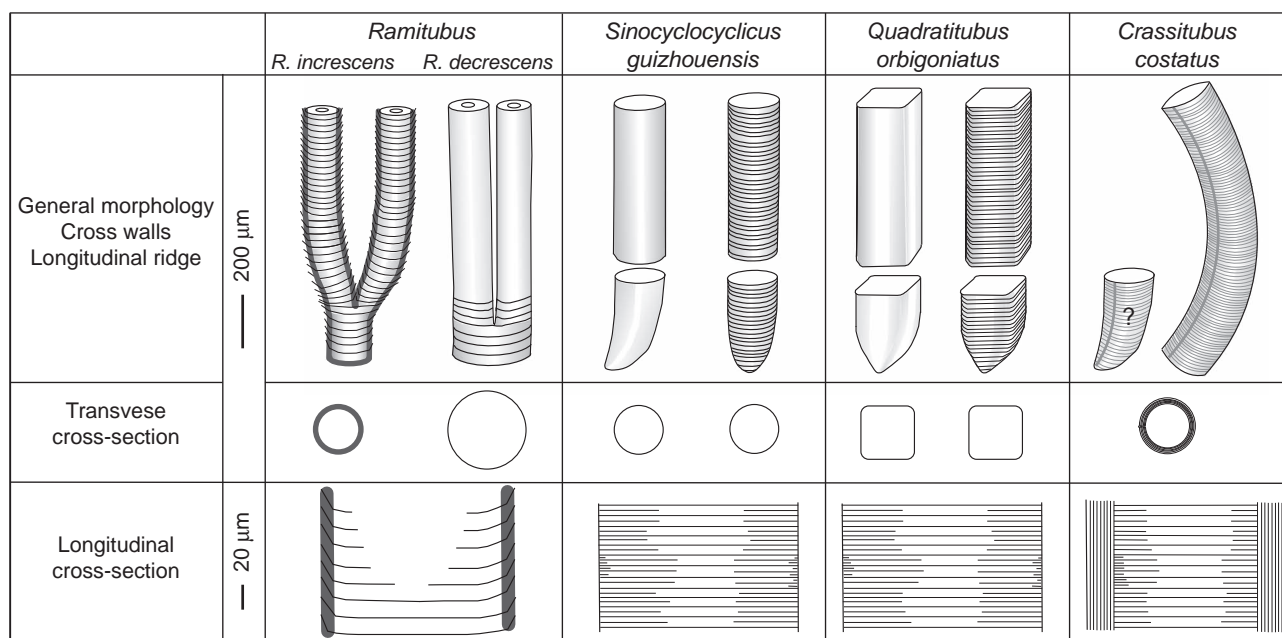 Ramitubus
R. increscens R. decrescens
Sinocyclocyclicus
guizhouensis
Quadratitubus
orbigoniatus
Crassitubus
costatus
General morphology
Cross walls
Longitudinal ridge
200 µm
?
Transvese
cross-section
Longitudinal
cross-section
20 µm